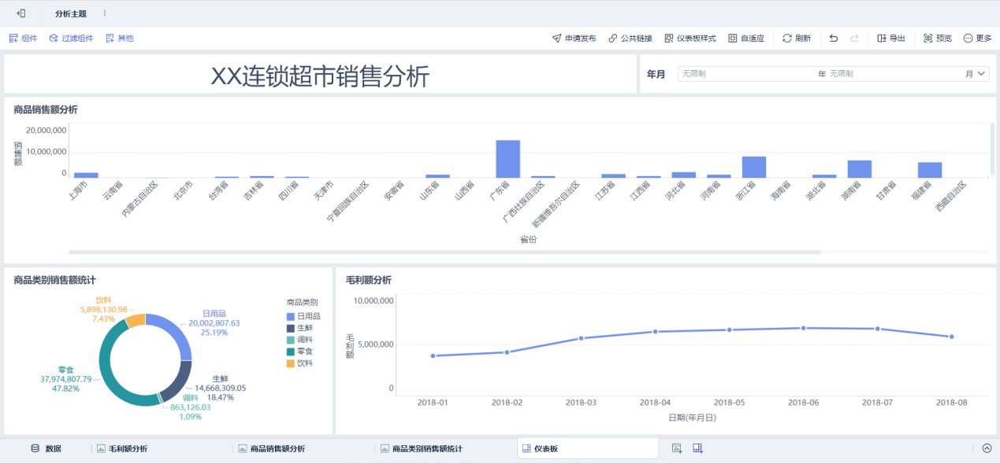 分析主题
组件 过滤组件 其他 申请发布 公共链接 仪表板样式 自适应 刷新 导出 预览 更多
XX连锁超市销售分析
年月 无限制 年 无限制 月
商品销售额分析
销售额
20,000,000
10,000,000
0
上海市 云南省 内蒙古自治区 北京市 台湾省 吉林省 四川省 天津市 宁夏回族自治区 安徽省 山东省 山西省 广东省 广西壮族自治区 新疆维吾尔自治区 江苏省 江西省 河北省 河南省 浙江省 海南省 湖北省 湖南省 甘肃省 福建省 西藏自治区
省份
商品类别销售额统计
饮料
5,898,130.98
7.43%
日用品
20,002,807.63
25.19%
零食
37,974,807.79
47.82%
生鲜
14,668,309.05
18.47%
调料
863,126.03
1.09%
商品类别
日用品
生鲜
调料
零食
饮料
毛利额分析
毛利额
10,000,000
5,000,000
0
2018-01 2018-02 2018-03 2018-04 2018-05 2018-06 2018-07 2018-08
日期(年月日)
数据 毛利额分析 商品销售额分析 商品类别销售额统计 仪表板